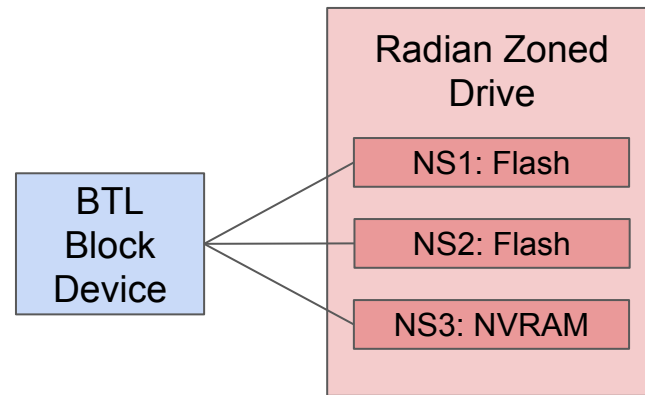 Radian Zoned
Drive
NS1: Flash
BTL
Block
Device
NS2: Flash
NS3: NVRAM